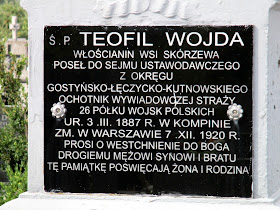 Ś. P. TEOFIL WOJDA
WŁOŚCIANIN WSI SKÓRZEWA
POSEŁ DO SEJMU USTAWODAWCZEGO
Z OKRĘGU
GOSTYŃSKO-ŁĘCZYCKO-KUTNOWSKIEGO
OCHOTNIK WYWIADOWCZEJ STRAŻY
26 PÓŁKU WOJSK POLSKICH
UR. 3 III. 1887 R. W KOMPINIE
ZM. W WARSZAWIE 7 .XII. 1920 R.
PROSI O WESTCHNIENIE DO BOGA
DROGIEMU MĘŻOWI SYNOWI I BRATU
TĘ PAMIĄTKĘ POŚWIĘCAJĄ ŻONA I RODZINA